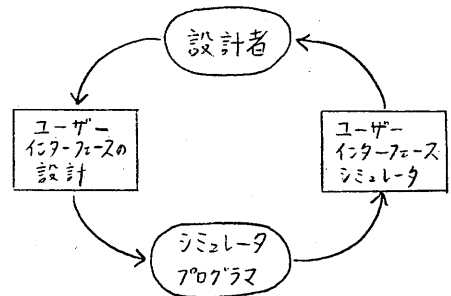 設計者
ユーザー
インターフェースの
設計
ユーザー
インターフェース
シミュレータ
シミュレータ
プログラマ